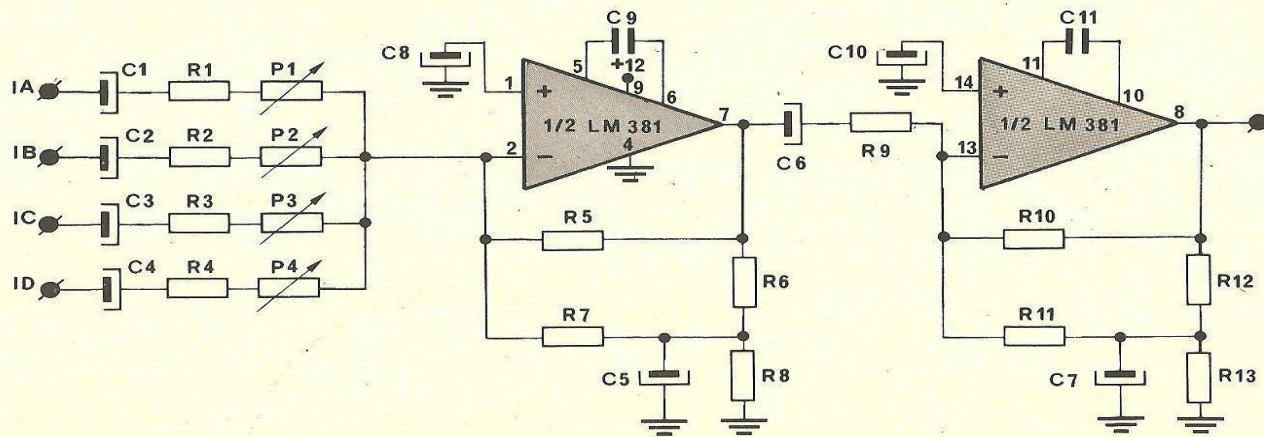 C9
C11
C8
+12
C10
IA
C1
R1
P1
5
9
6
11
10
1
+
14
+
IB
C2
R2
P2
1/2 LM 381
7
1/2 LM 381
8
2
−
4
C6
R9
13
−
IC
C3
R3
P3
R5
R10
ID
C4
R4
P4
R6
R12
R7
R11
C5
R8
C7
R13